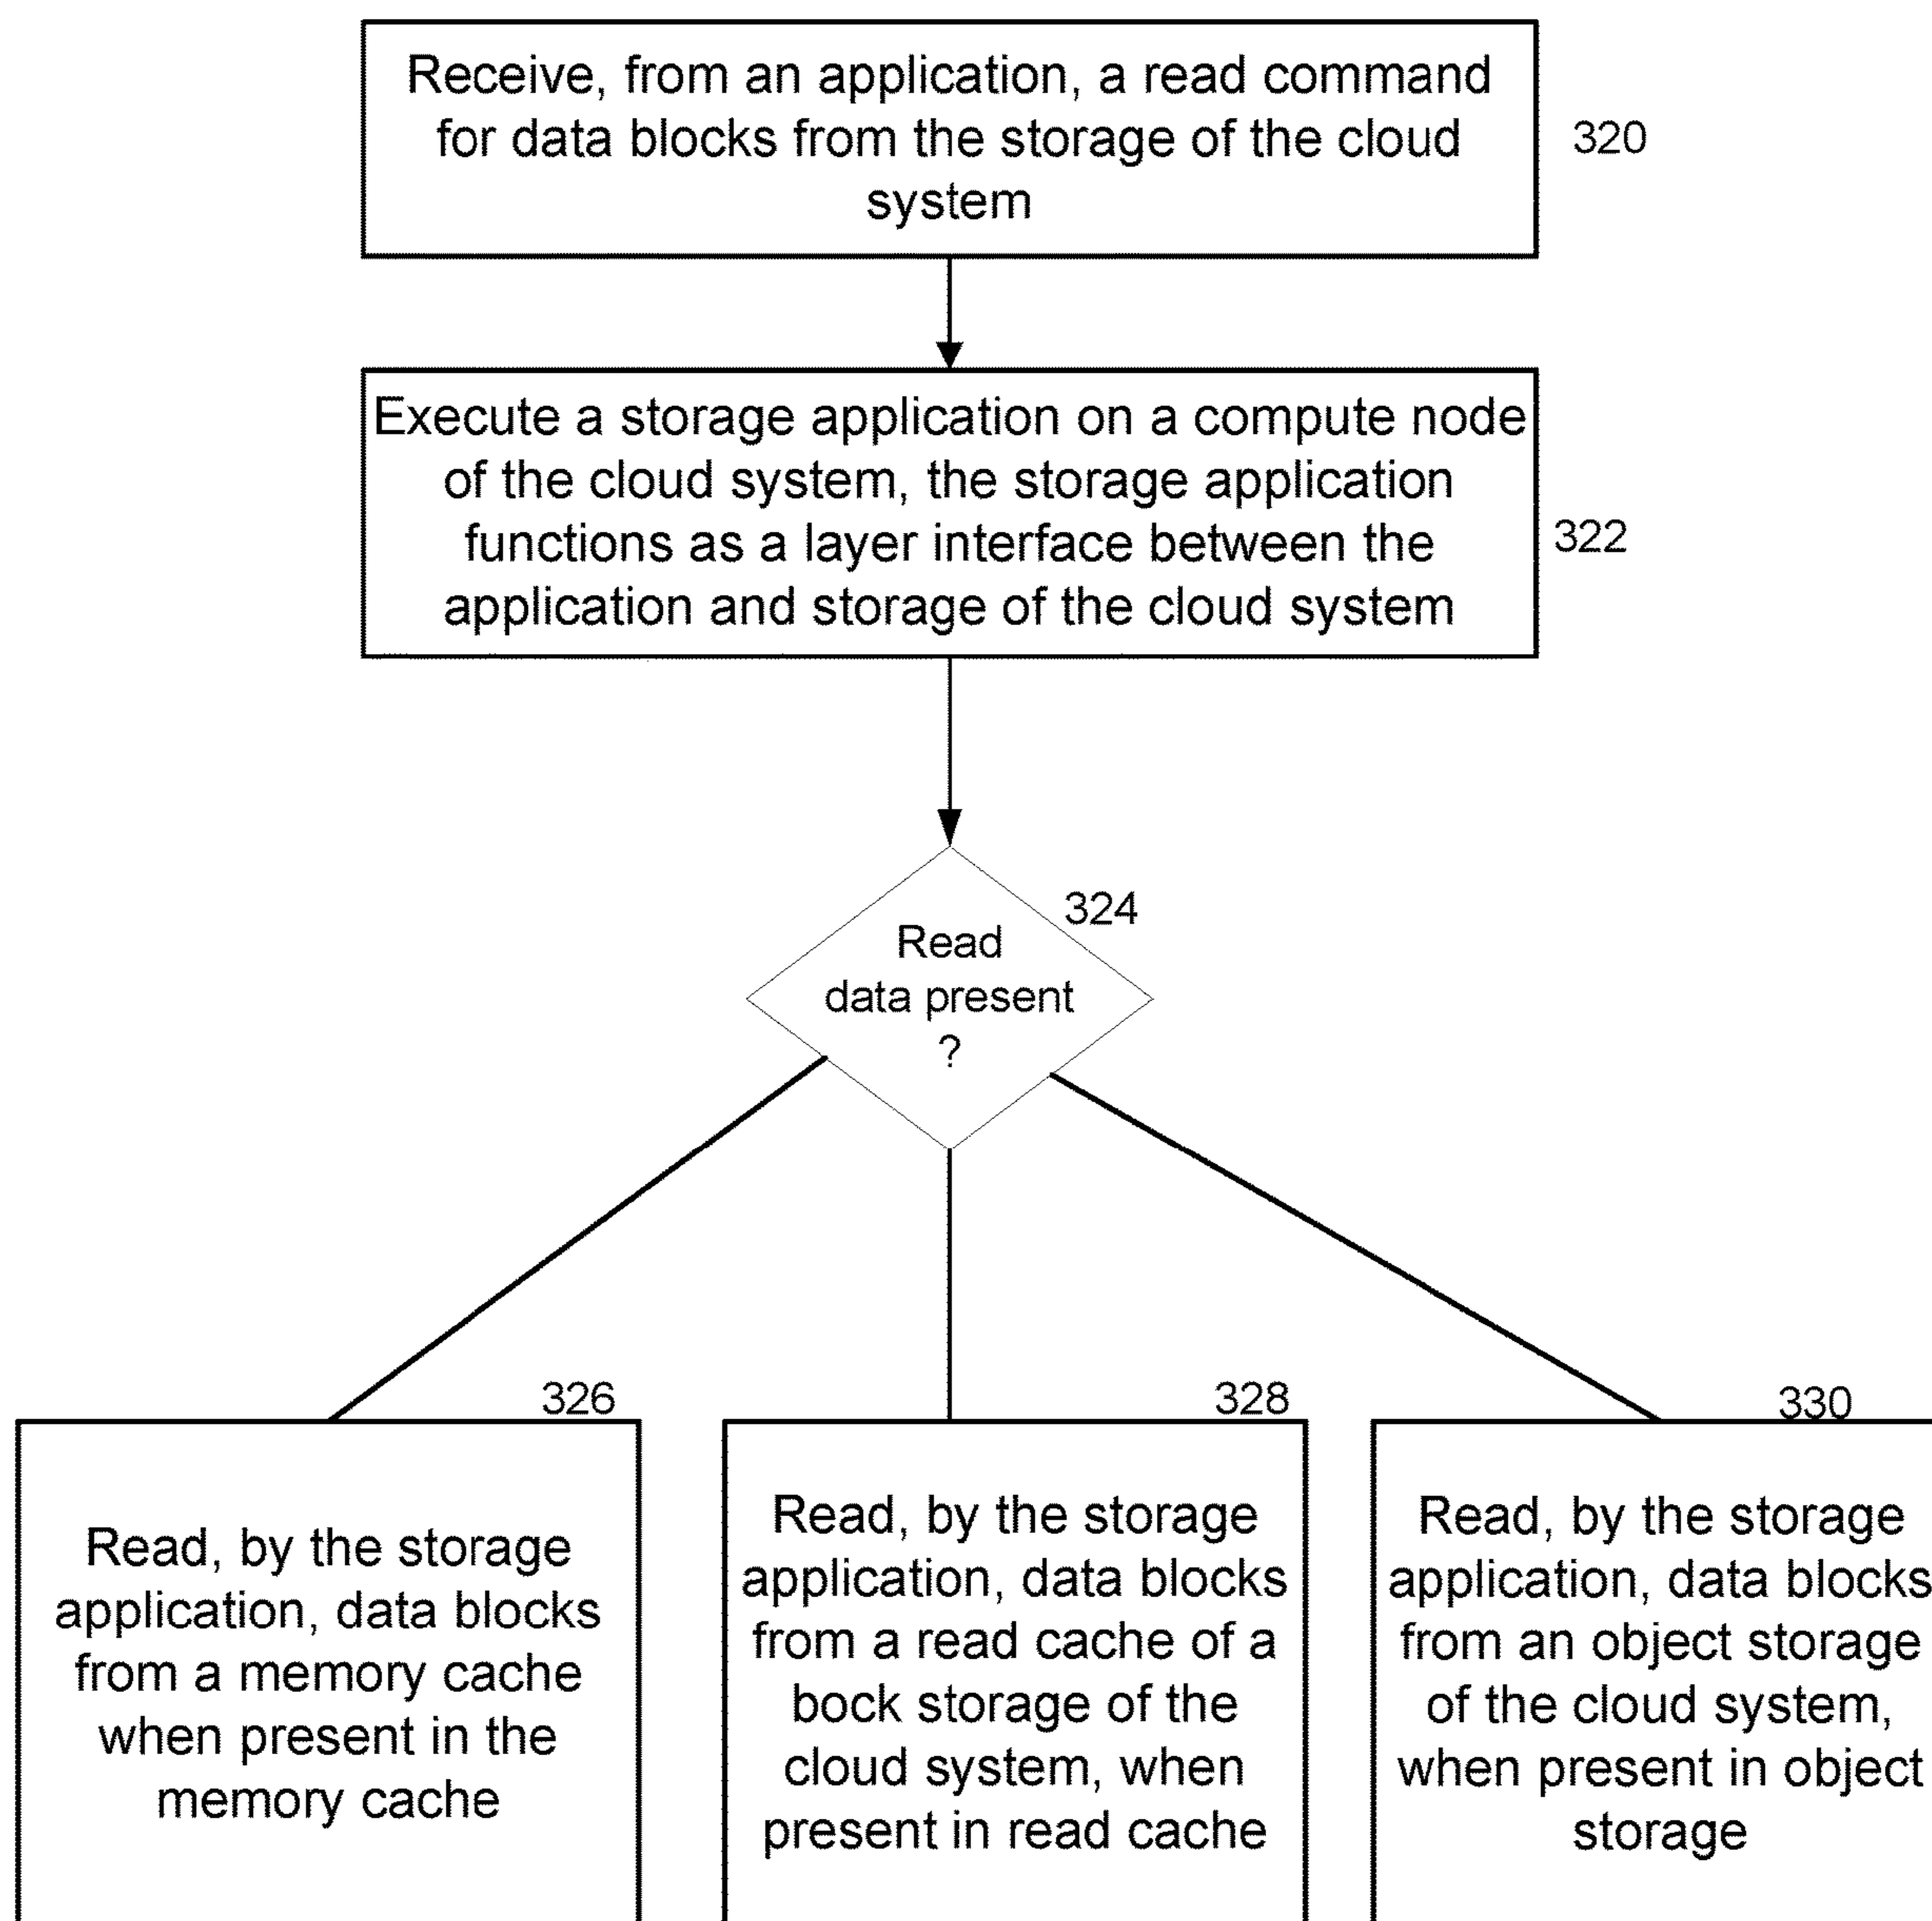 Receive, from an application, a read command
for data blocks from the storage of the cloud
system
320
Execute a storage application on a compute node
of the cloud system, the storage application
functions as a layer interface between the
application and storage of the cloud system
322
324
Read
data present
?
326
Read, by the storage
application, data blocks
from a memory cache
when present in the
memory cache
328
Read, by the storage
application, data blocks
from a read cache of a
bock storage of the
cloud system, when
present in read cache
330
Read, by the storage
application, data blocks
from an object storage
of the cloud system,
when present in object
storage